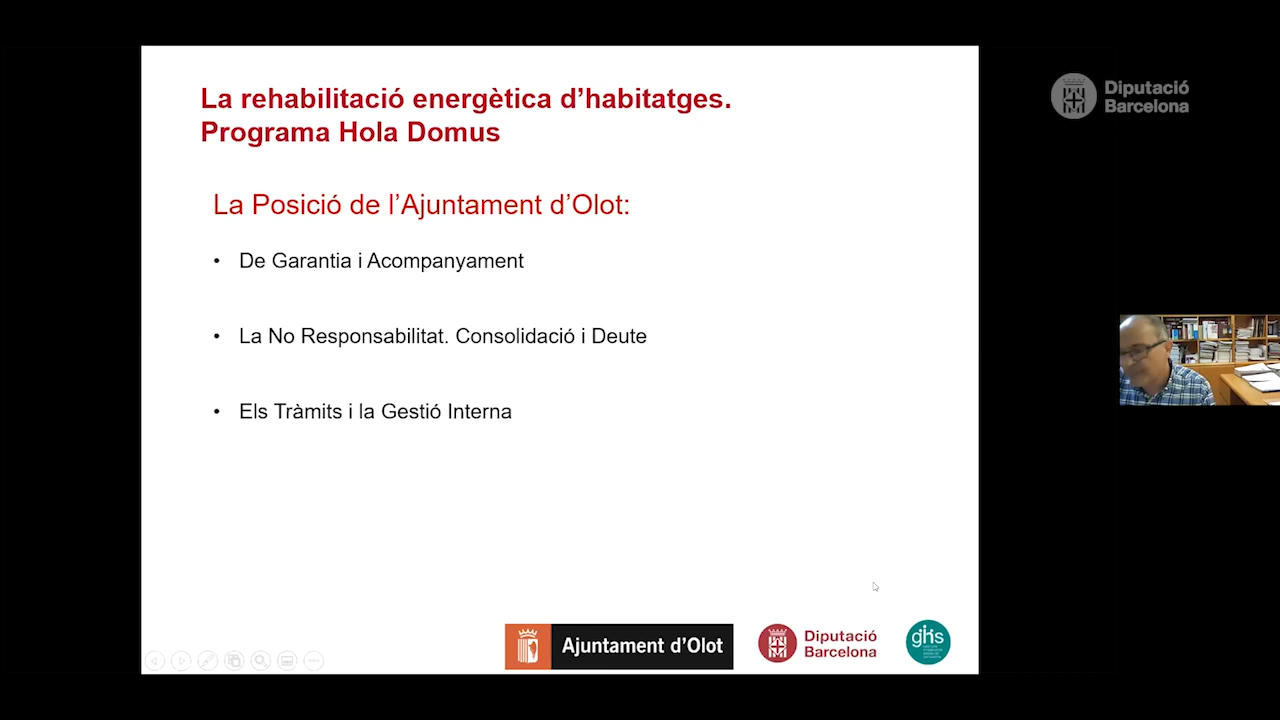 La rehabilitació energètica d’habitatges.
Programa Hola Domus
La Posició de l’Ajuntament d’Olot:
• De Garantia i Acompanyament
• La No Responsabilitat. Consolidació i Deute
• Els Tràmits i la Gestió Interna
Ajuntament d’Olot
Diputació
Barcelona
gihs
Diputació
Barcelona